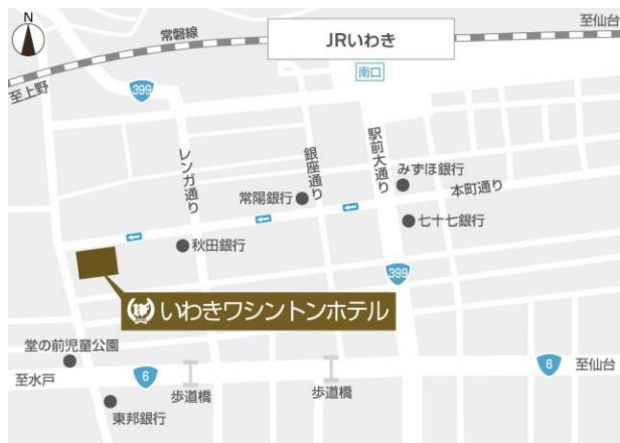 N
至仙台
常磐線
JRいわき
至上野
399
南口
レンガ通り
銀座通り
駅前大通り
みずほ銀行
本町通り
常陽銀行
七十七銀行
秋田銀行
399
いわきワシントンホテル
堂の前児童公園
至水戸
6
歩道橋
歩道橋
6
至仙台
東邦銀行